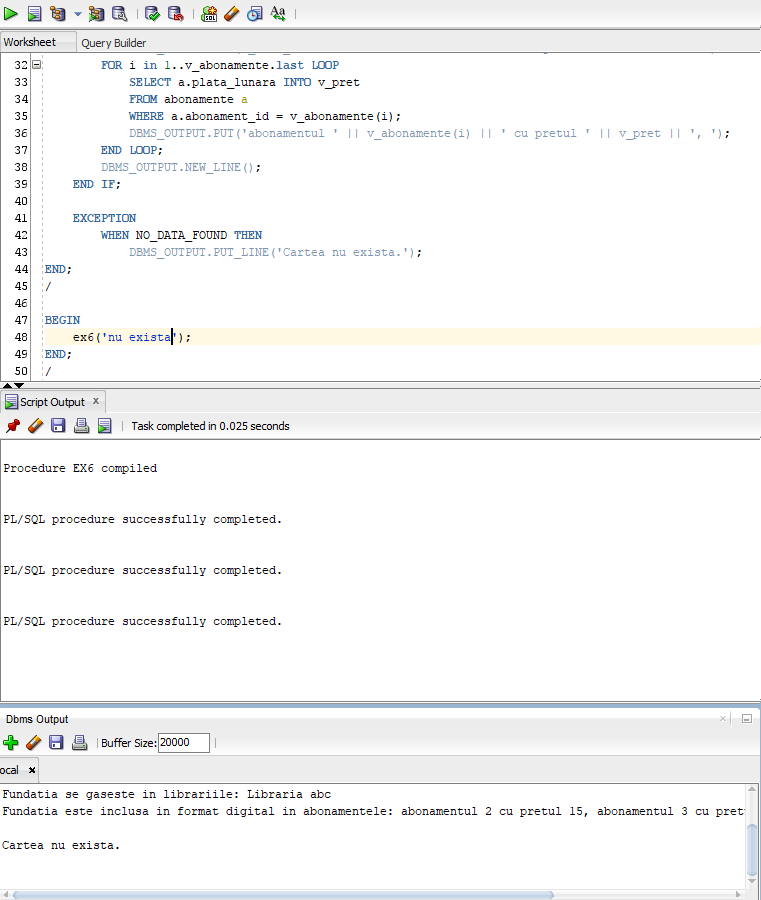 Worksheet Query Builder
32 FOR i in 1..v_abonamente.last LOOP
33 SELECT a.plata_lunara INTO v_pret
34 FROM abonamente a
35 WHERE a.abonament_id = v_abonamente(i);
36 DBMS_OUTPUT.PUT('abonamentul ' || v_abonamente(i) || ' cu pretul ' || v_pret || ', ');
37 END LOOP;
38 DBMS_OUTPUT.NEW_LINE();
39 END IF;
40
41 EXCEPTION
42 WHEN NO_DATA_FOUND THEN
43 DBMS_OUTPUT.PUT_LINE('Cartea nu exista.');
44 END;
45 /
46
47 BEGIN
48 ex6('nu exista');
49 END;
50 /
Script Output x
Task completed in 0.025 seconds
Procedure EX6 compiled
PL/SQL procedure successfully completed.
PL/SQL procedure successfully completed.
PL/SQL procedure successfully completed.
Dbms Output
Buffer Size: 20000
ocal x
Fundatia se gaseste in librariile: Libraria abc
Fundatia este inclusa in format digital in abonamentele: abonamentul 2 cu pretul 15, abonamentul 3 cu pret
Cartea nu exista.